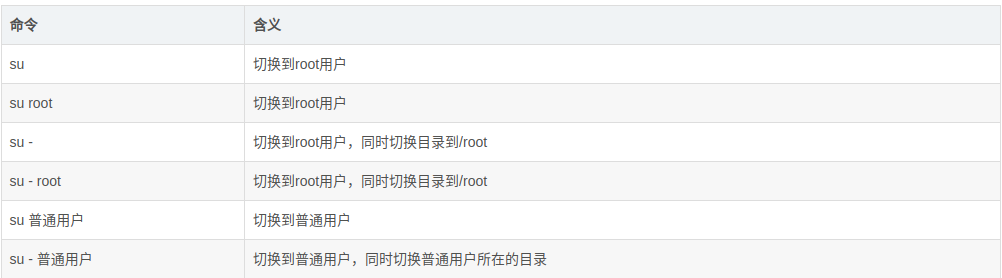 命令 含义
su 切换到root用户
su root 切换到root用户
su - 切换到root用户，同时切换目录到/root
su - root 切换到root用户，同时切换目录到/root
su 普通用户 切换到普通用户
su - 普通用户 切换到普通用户，同时切换普通用户所在的目录